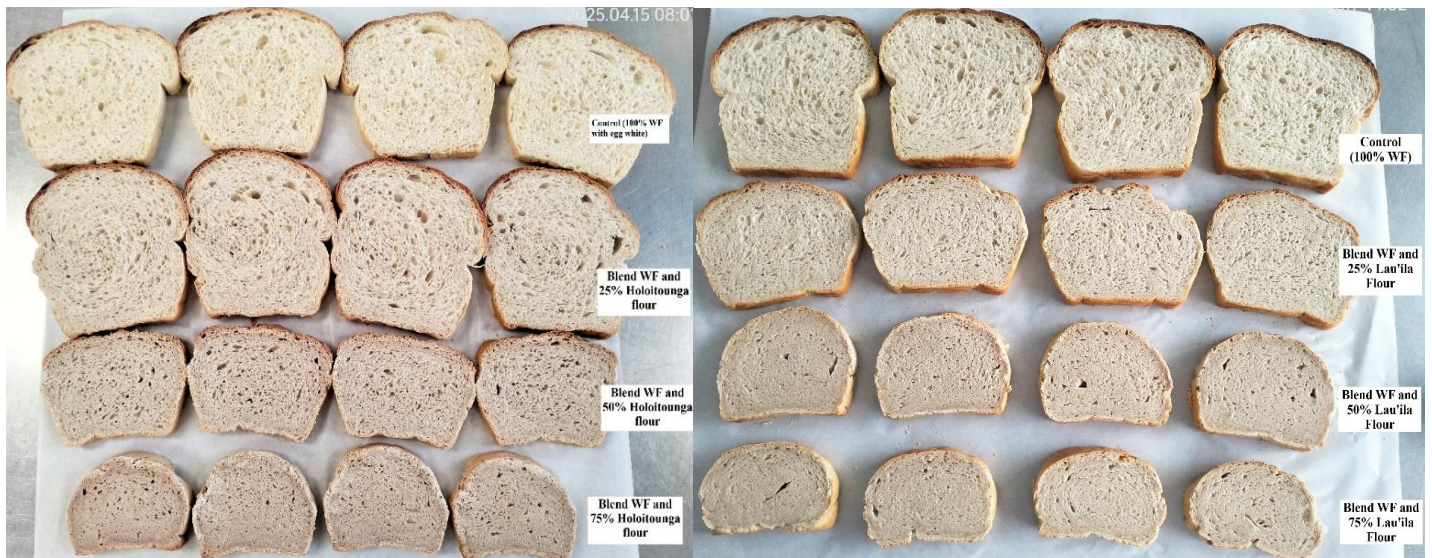 2025.04.15 08:0
Control (100% WF
with egg white)
Blend WF and
25% Holoitounga
flour
Blend WF and
50% Holoitounga
flour
Blend WF and
75% Holoitounga
flour
Control
(100% WF)
Blend WF and
25% Lau'ila
Flour
Blend WF and
50% Lau'ila
Flour
Blend WF and
75% Lau'ila
Flour